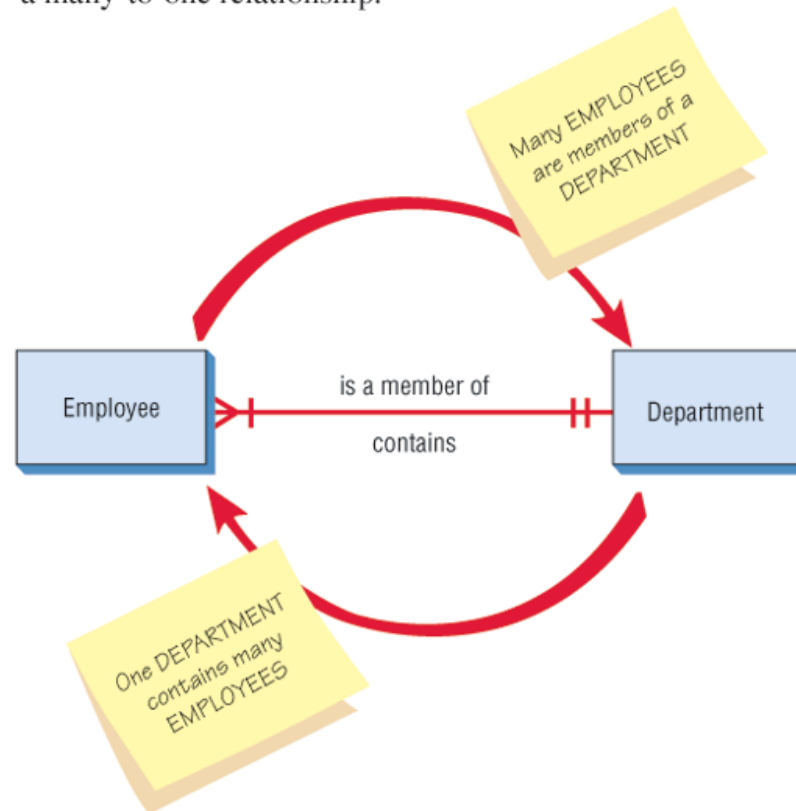 a many-to-one relationship.
Many EMPLOYEES
are members of a
DEPARTMENT
is a member of
Employee
Department
contains
One DEPARTMENT
contains many
EMPLOYEES